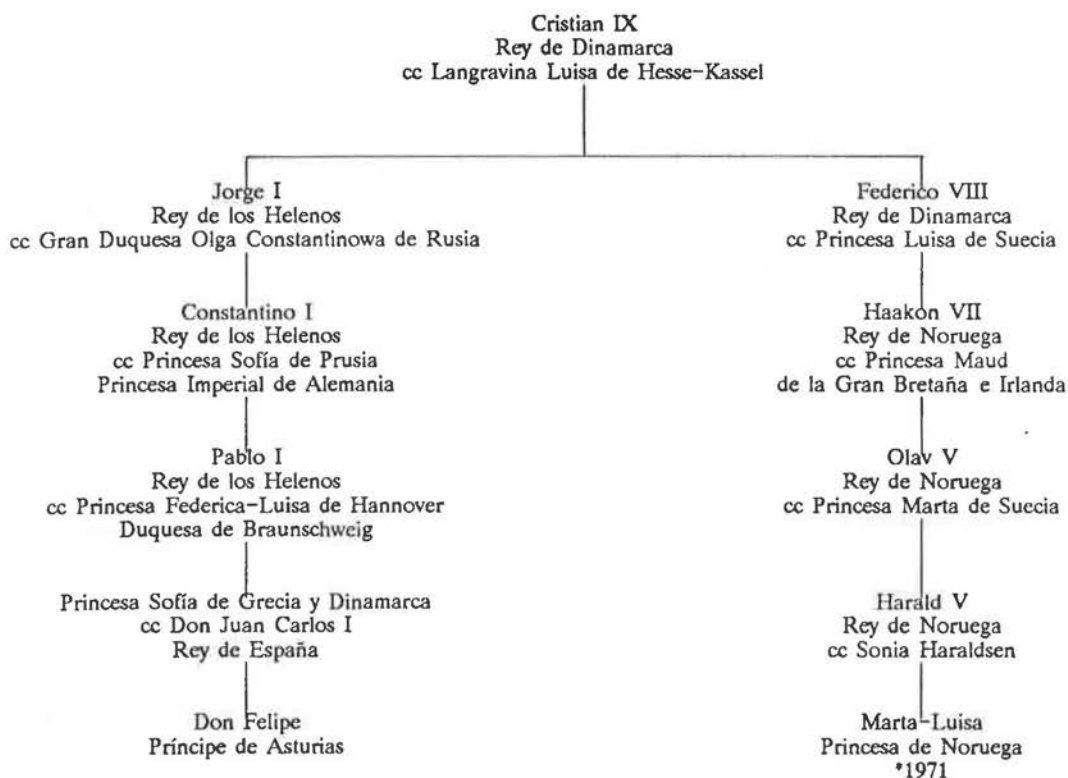 Cristian IX
Rey de Dinamarca
cc Langravina Luisa de Hesse-Kassel
Jorge I
Rey de los Helenos
cc Gran Duquesa Olga Constantinowa de Rusia
Constantino I
Rey de los Helenos
cc Princesa Sofía de Prusia
Princesa Imperial de Alemania
Pablo I
Rey de los Helenos
cc Princesa Federica-Luisa de Hannover
Duquesa de Braunschweig
Princesa Sofía de Grecia y Dinamarca
cc Don Juan Carlos I
Rey de España
Don Felipe
Príncipe de Asturias
Federico VIII
Rey de Dinamarca
cc Princesa Luisa de Suecia
Haakon VII
Rey de Noruega
cc Princesa Maud
de la Gran Bretaña e Irlanda
Olav V
Rey de Noruega
cc Princesa Marta de Suecia
Harald V
Rey de Noruega
cc Sonia Haraldsen
Marta-Luisa
Princesa de Noruega
*1971